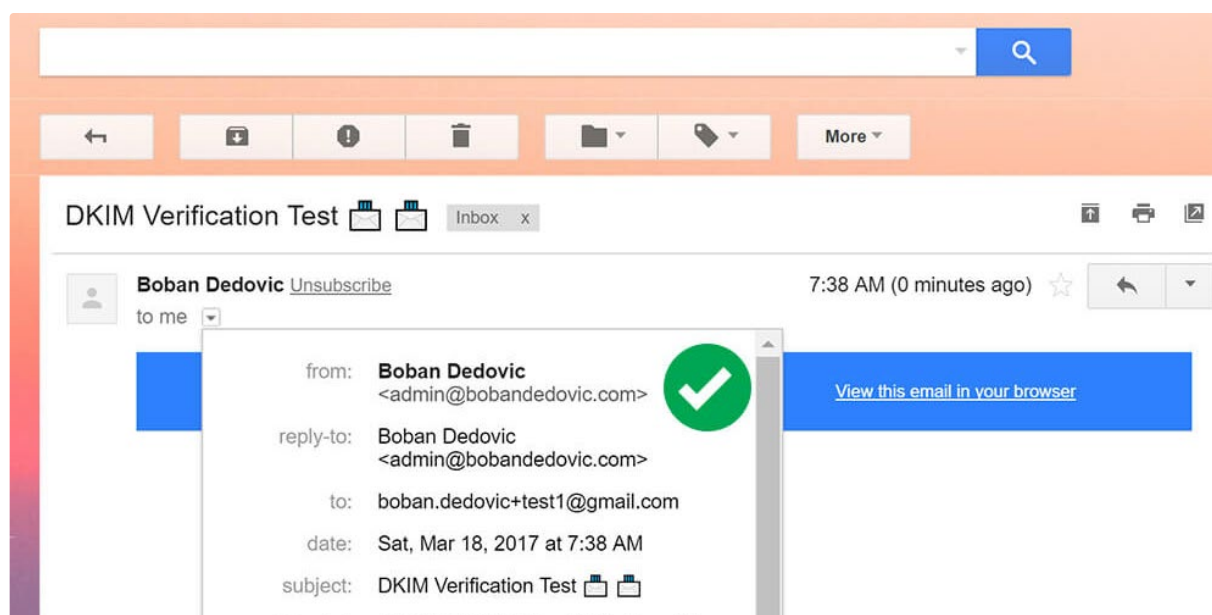 More
DKIM Verification Test
Inbox x
Boban Dedovic Unsubscribe
7:38 AM (0 minutes ago)
to me
from: Boban Dedovic
<admin@bobandedovic.com>
View this email in your browser
reply-to: Boban Dedovic
<admin@bobandedovic.com>
to: boban.dedovic+test1@gmail.com
date: Sat, Mar 18, 2017 at 7:38 AM
subject: DKIM Verification Test